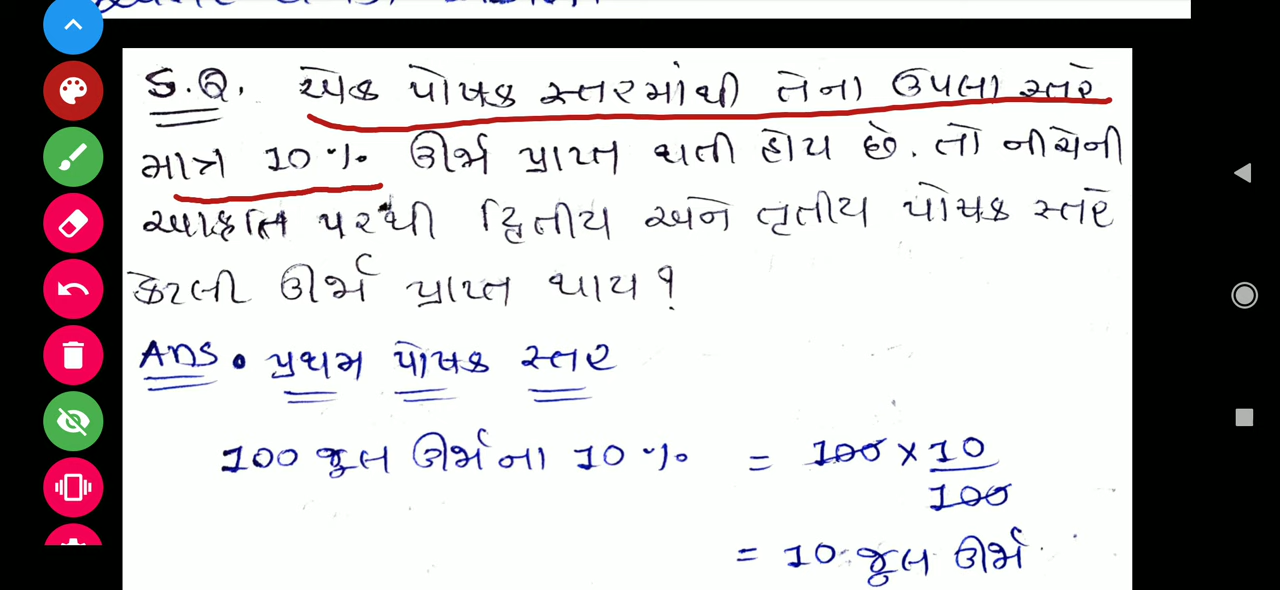 S.Q. એક પોષક સ્તરમાંથી તેના ઉપલા સ્તરે
માત્ર 10% ઊર્જા પ્રાપ્ત થતી હોય છે. તો નીચેની
આકૃતિ પરથી દ્વિતીય અને તૃતીય પોષક સ્તરે
કેટલી ઊર્જા પ્રાપ્ત થાય ?
Ans • પ્રથમ પોષક સ્તર
100 જૂલ ઊર્જાના 10% = 100 × 10
100
= 10 જૂલ ઊર્જા